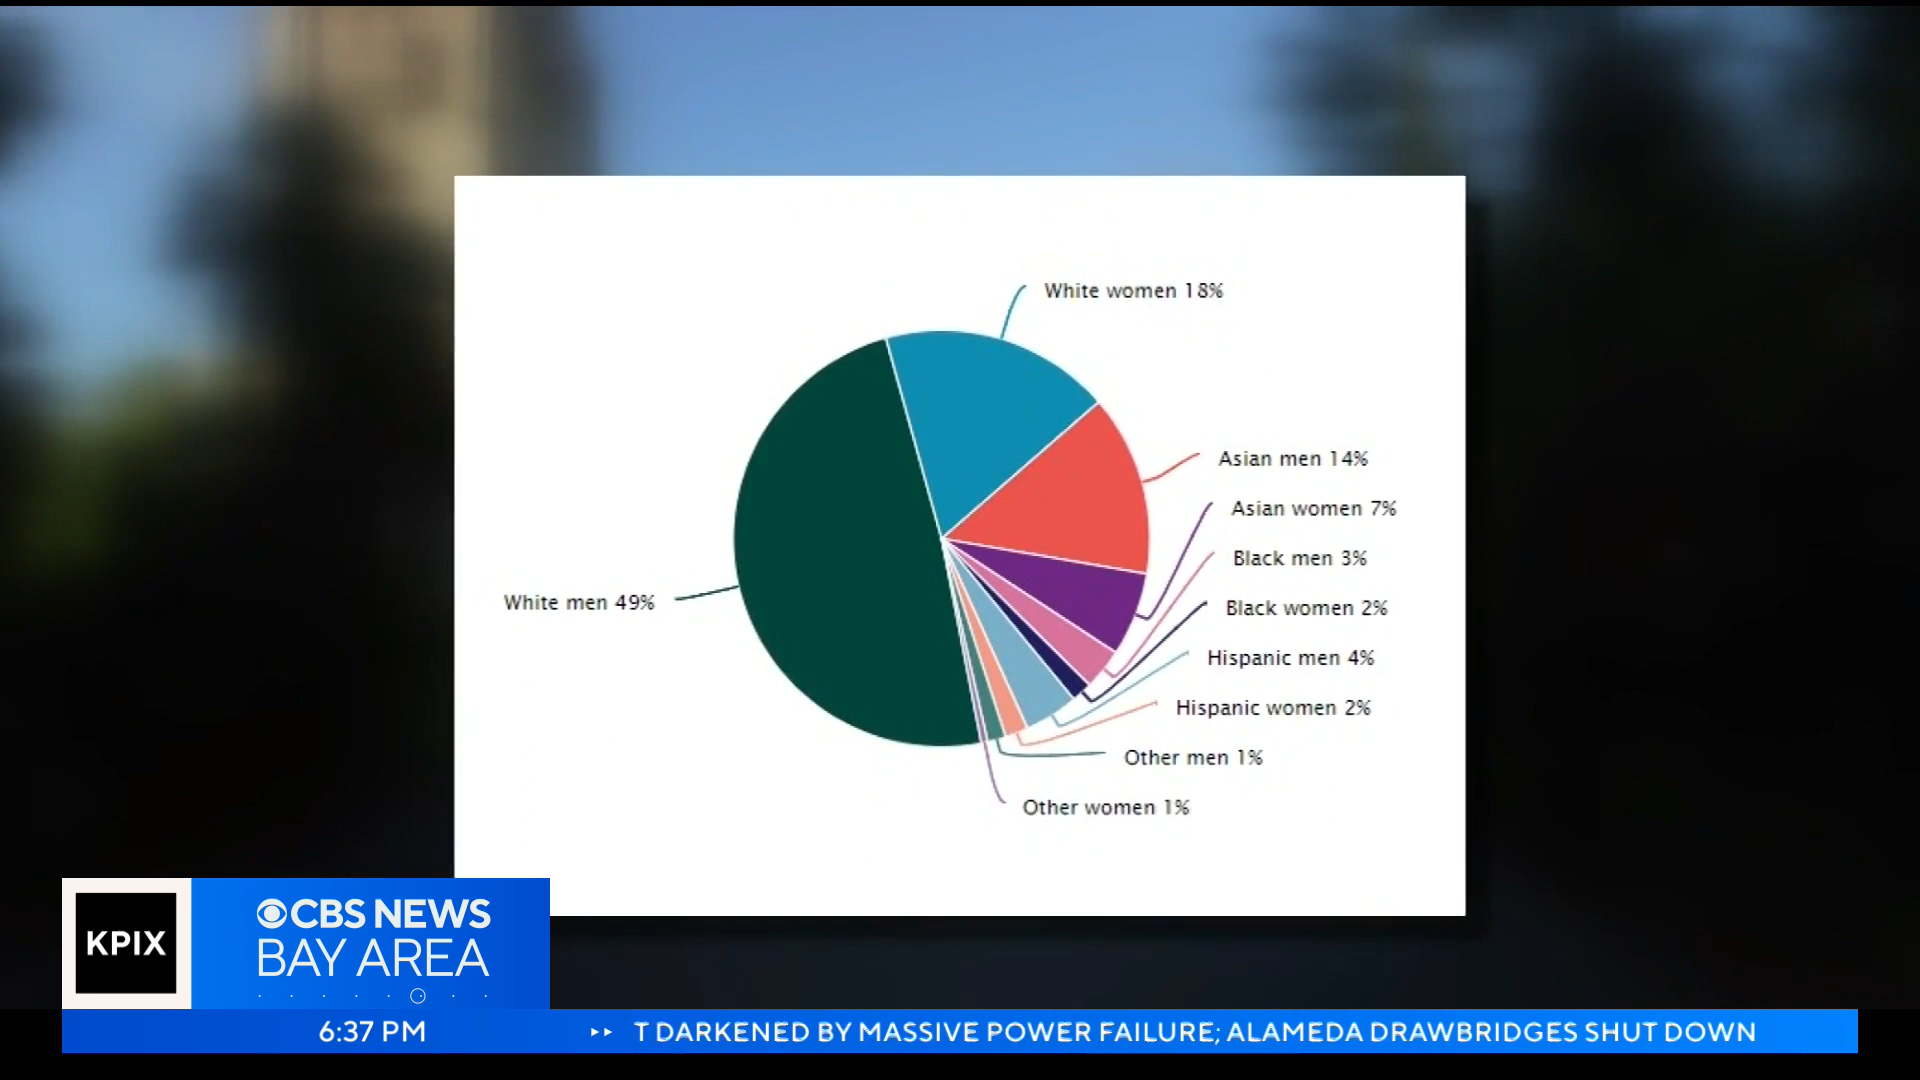 White women 18%
Asian men 14%
Asian women 7%
Black men 3%
White men 49%
Black women 2%
Hispanic men 4%
Hispanic women 2%
Other men 1%
Other women 1%
KPIX
CBS NEWS
BAY AREA
6:37 PM
T DARKENED BY MASSIVE POWER FAILURE; ALAMEDA DRAWBRIDGES SHUT DOWN